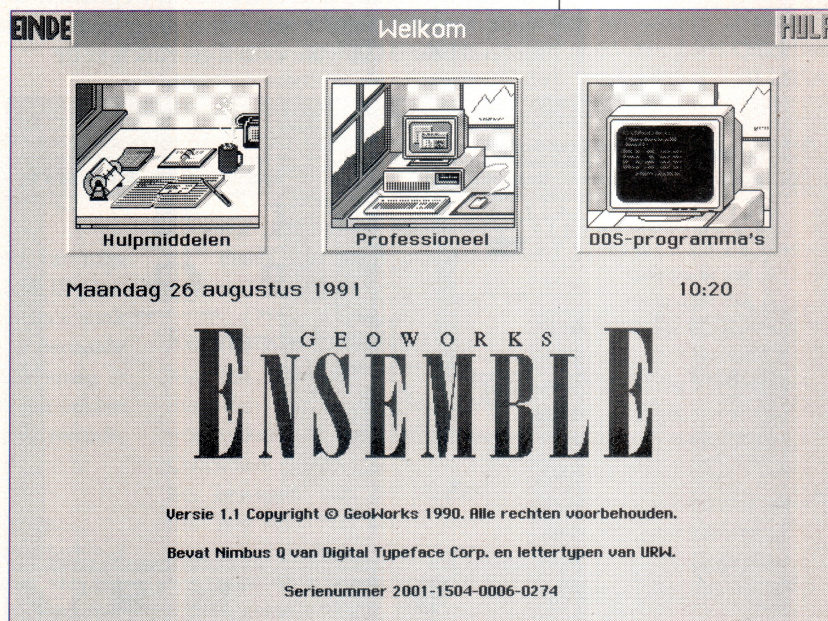 EINDE Welkom HULP
Hulpmiddelen Professioneel DOS-programma's
Maandag 26 augustus 1991 10:20
GEOWORKS
ENSEMBLE
Versie 1.1 Copyright © GeoWorks 1990. Alle rechten voorbehouden.
Bevat Nimbus Q van Digital Typeface Corp. en lettertypen van URW.
Serienummer 2001-1504-0006-0274